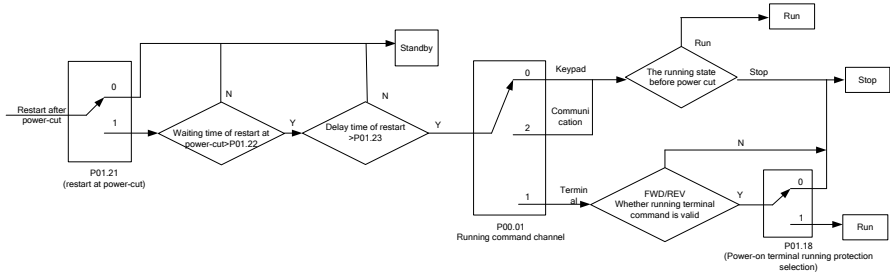 Run
Run
Standby
The running state
before power cut
Stop
Stop
0
Keypad
N
N
0
Restart after
power-cut
1
Waiting time of restart at
power-cut>P01.22
Y
Delay time of restart
>P01.23
Y
Communi
cation
2
N
P01.21
(restart at power-cut)
1
Termin
al
FWD/REV
Whether running terminal
command is valid
Y
0
1
Run
P00.01
Running command channel
P01.18
(Power-on terminal running protection
selection)